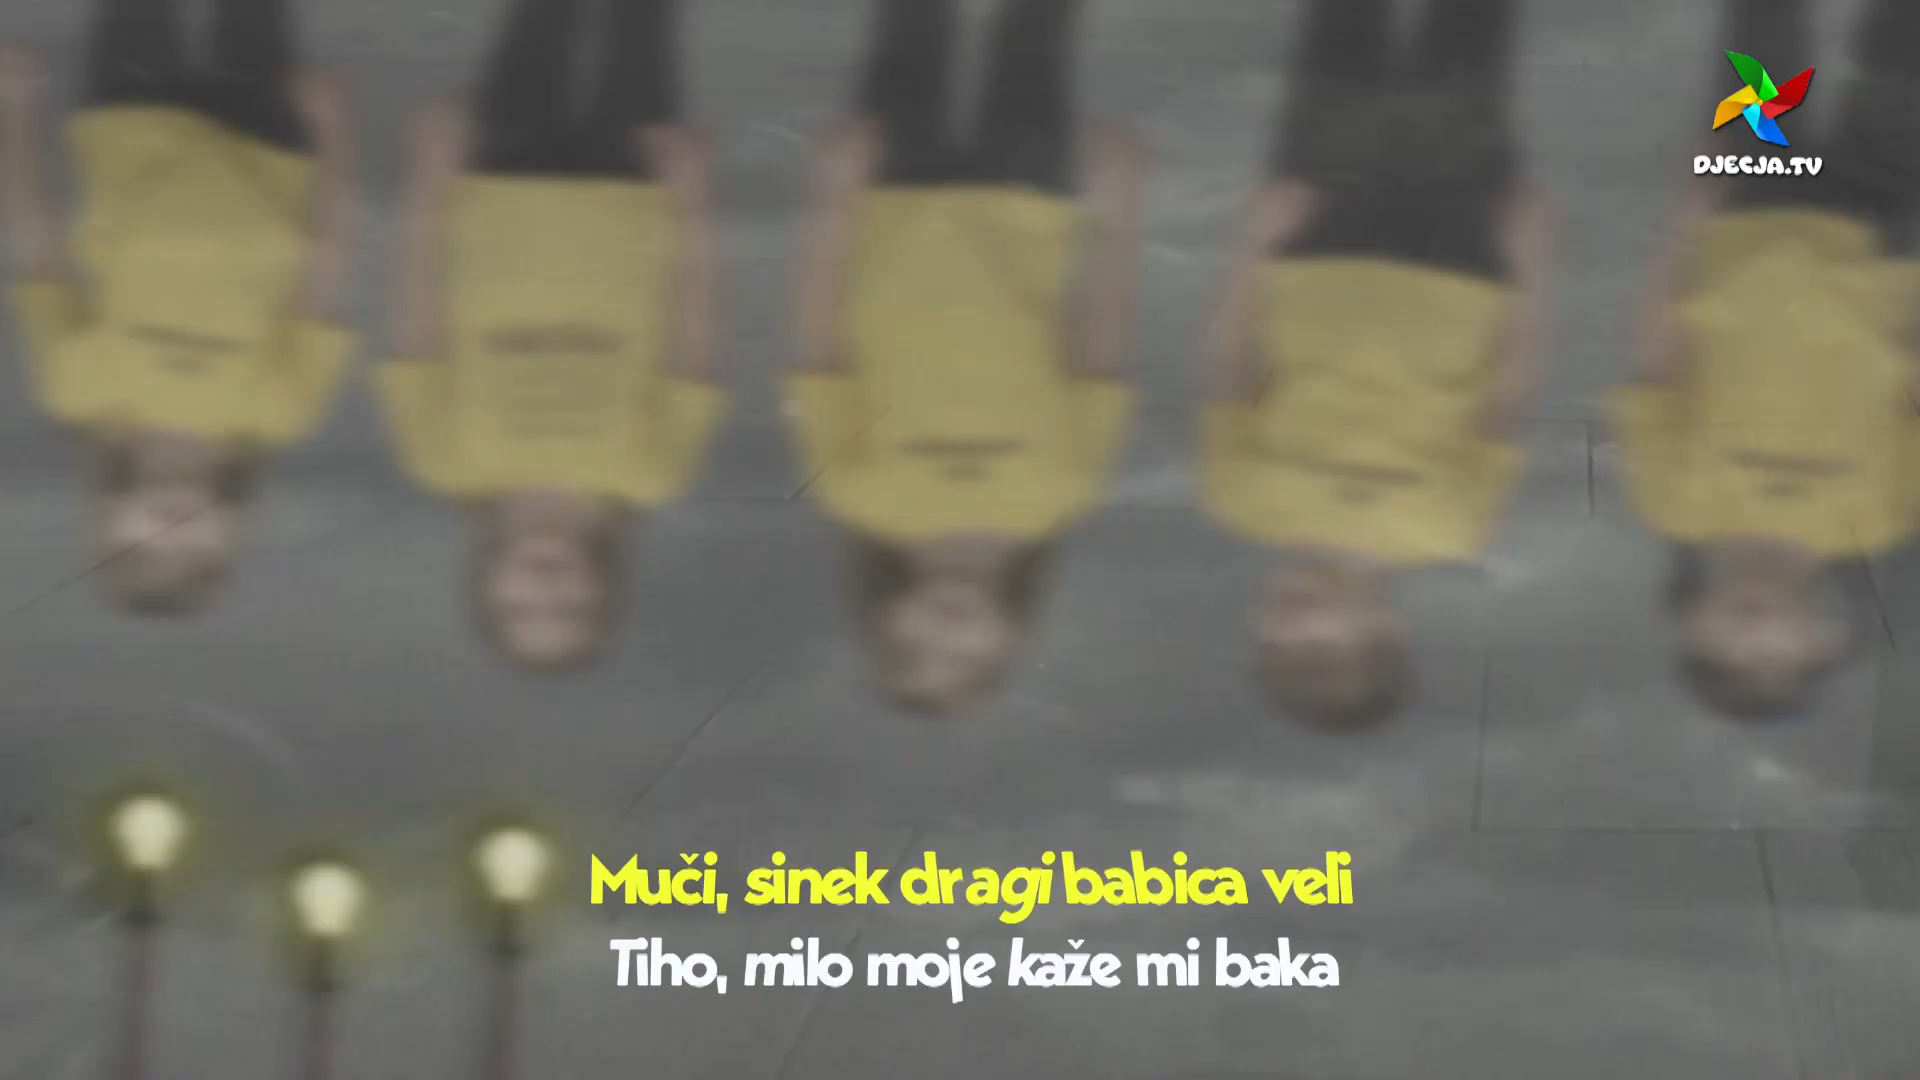 DJECJA.TV
Muči, sinek dragi babica veli
Tiho, milo moje kaže mi baka